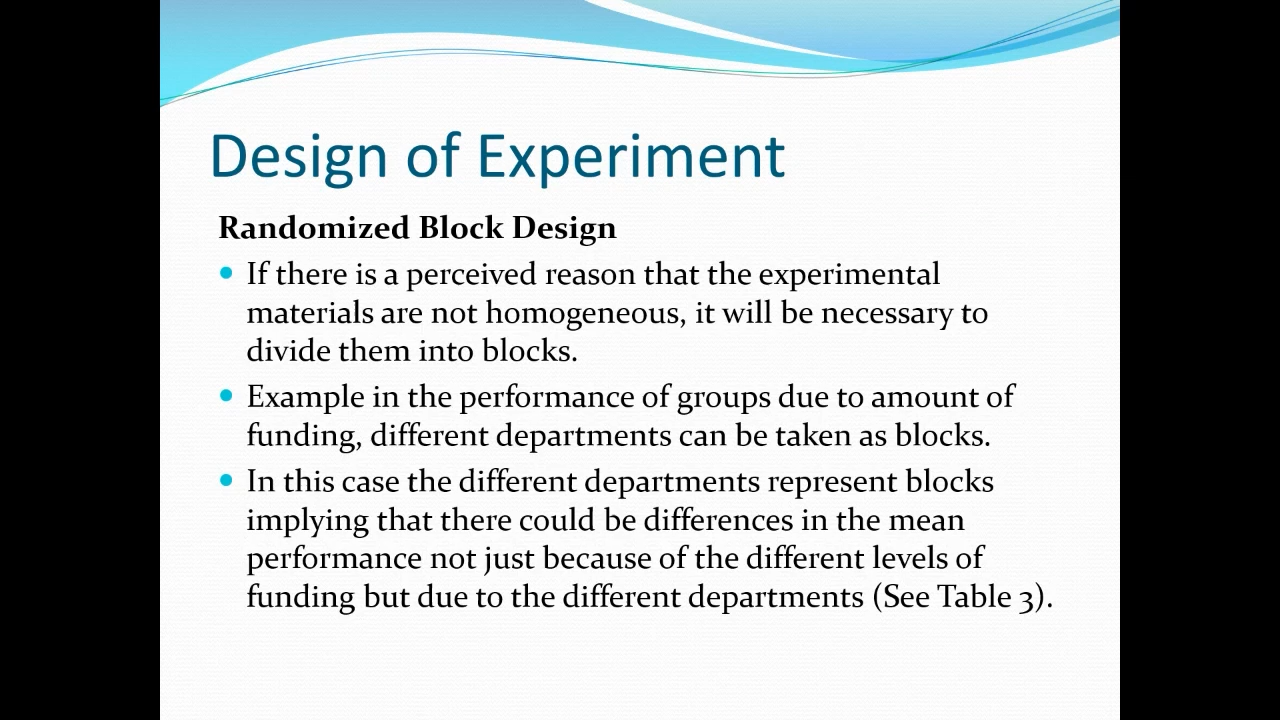 Design of Experiment
Randomized Block Design
• If there is a perceived reason that the experimental
materials are not homogeneous, it will be necessary to
divide them into blocks.
• Example in the performance of groups due to amount of
funding, different departments can be taken as blocks.
• In this case the different departments represent blocks
implying that there could be differences in the mean
performance not just because of the different levels of
funding but due to the different departments (See Table 3).